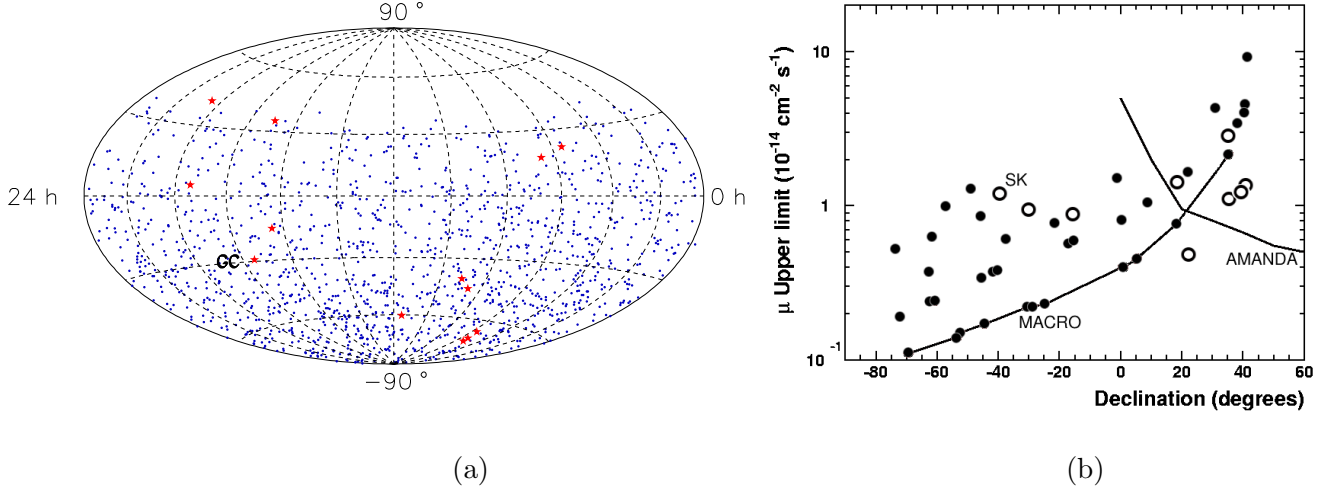 90 °
24 h
0 h
GC
−90 °
(a)
μ Upper limit (10⁻¹⁴ cm⁻² s⁻¹)
10
1
10⁻¹
SK
MACRO
AMANDA
-80 -60 -40 -20 0 20 40 60
Declination (degrees)
(b)